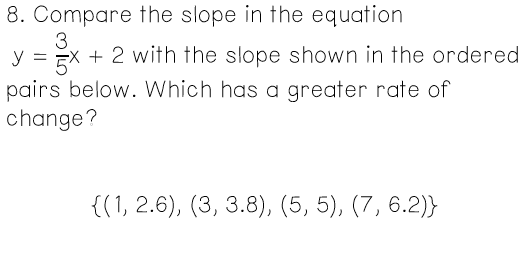 8. Compare the slope in the equation
y = 3/5x + 2 with the slope shown in the ordered
pairs below. Which has a greater rate of
change?
{(1, 2.6), (3, 3.8), (5, 5), (7, 6.2)}